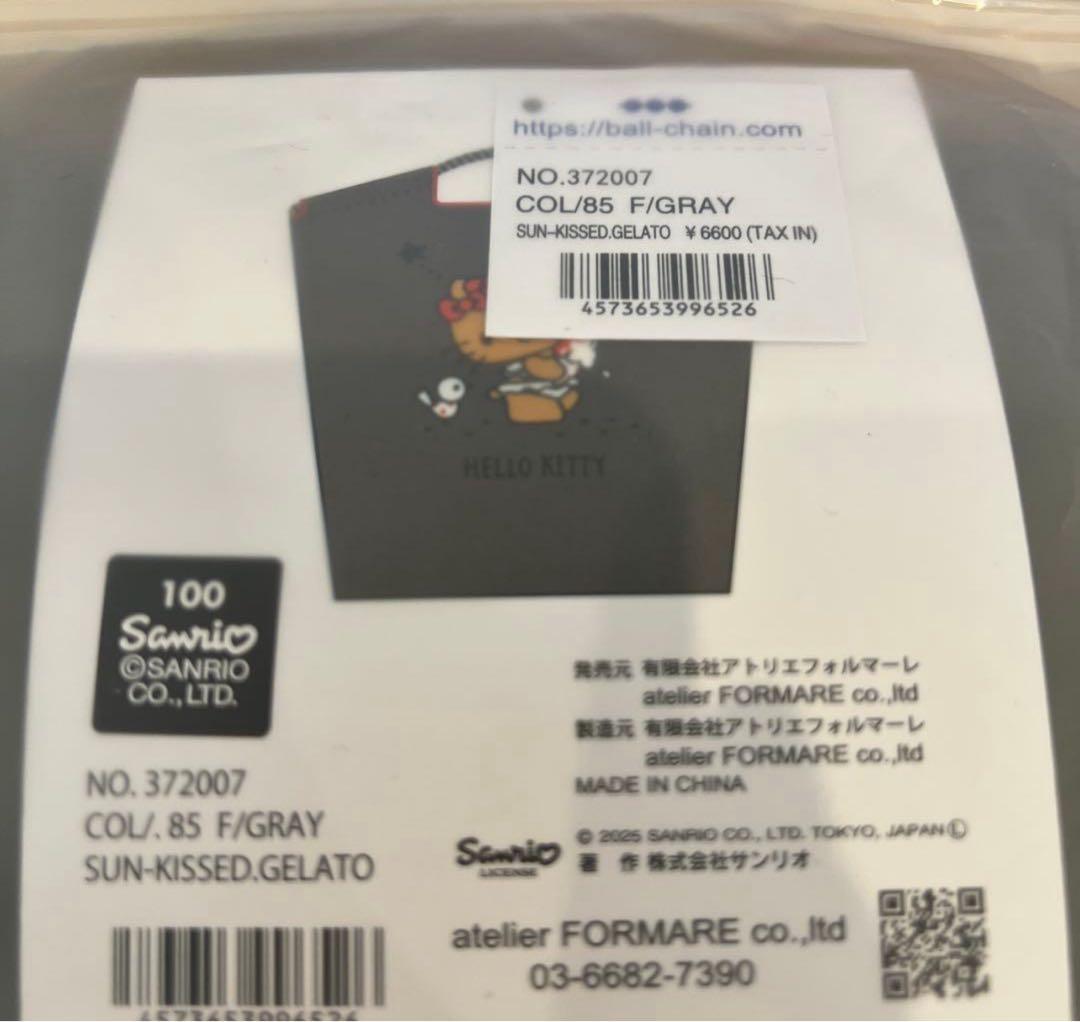 https://ball-chain.com
NO.372007
COL/85 F/GRAY
SUN-KISSED.GELATO ¥6600 (TAX IN)
4573653996526
HELLO KITTY
100
Sanrio
©SANRIO
CO.,LTD.
発売元 有限会社アトリエフォルマーレ
atelier FORMARE co.,ltd
製造元 有限会社アトリエフォルマーレ
atelier FORMARE co.,ltd
MADE IN CHINA
NO. 372007
COL/. 85 F/GRAY
SUN-KISSED.GELATO
Sanrio
LICENSE
© 2025 SANRIO CO., LTD. TOKYO, JAPAN Ⓛ
著 作 株式会社サンリオ
atelier FORMARE co.,ltd
03-6682-7390
4573653996526